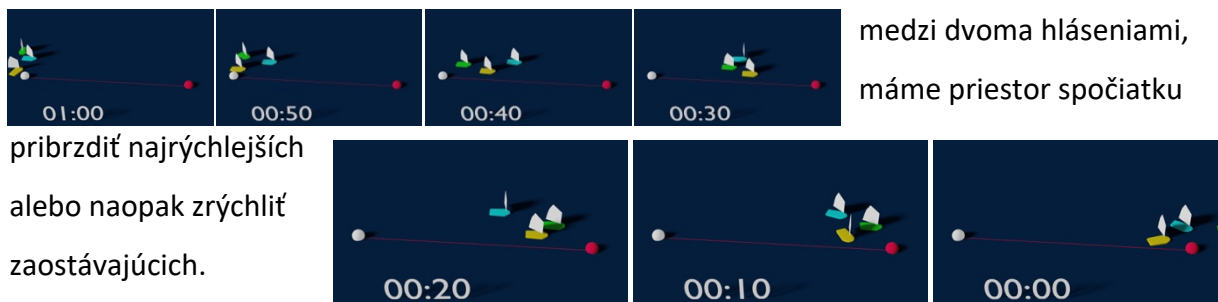 medzi dvoma hláseniami,
máme priestor spočiatku
01:00 00:50 00:40 00:30
pribrzdiť najrýchlejších
alebo naopak zrýchliť
zaostávajúcich.
00:20 00:10 00:00